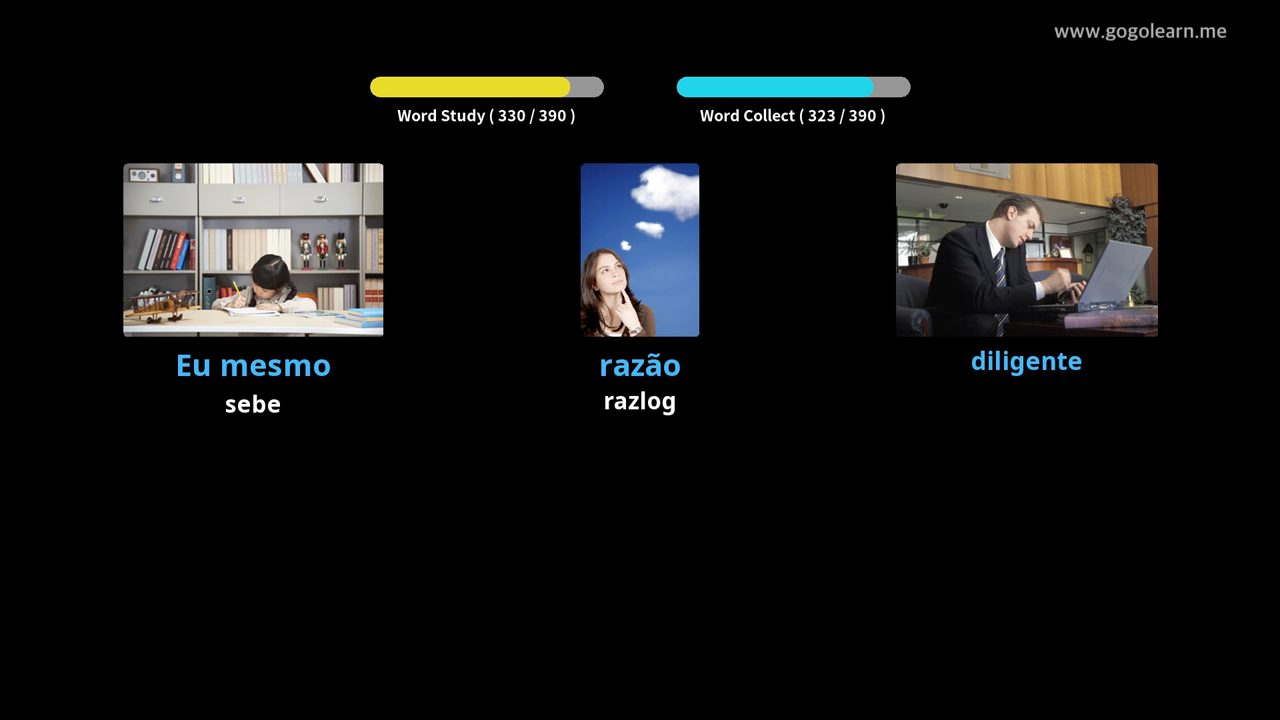 www.gogolearn.me
Word Study ( 330 / 390 )
Word Collect ( 323 / 390 )
Eu mesmo
sebe
razão
razlog
diligente